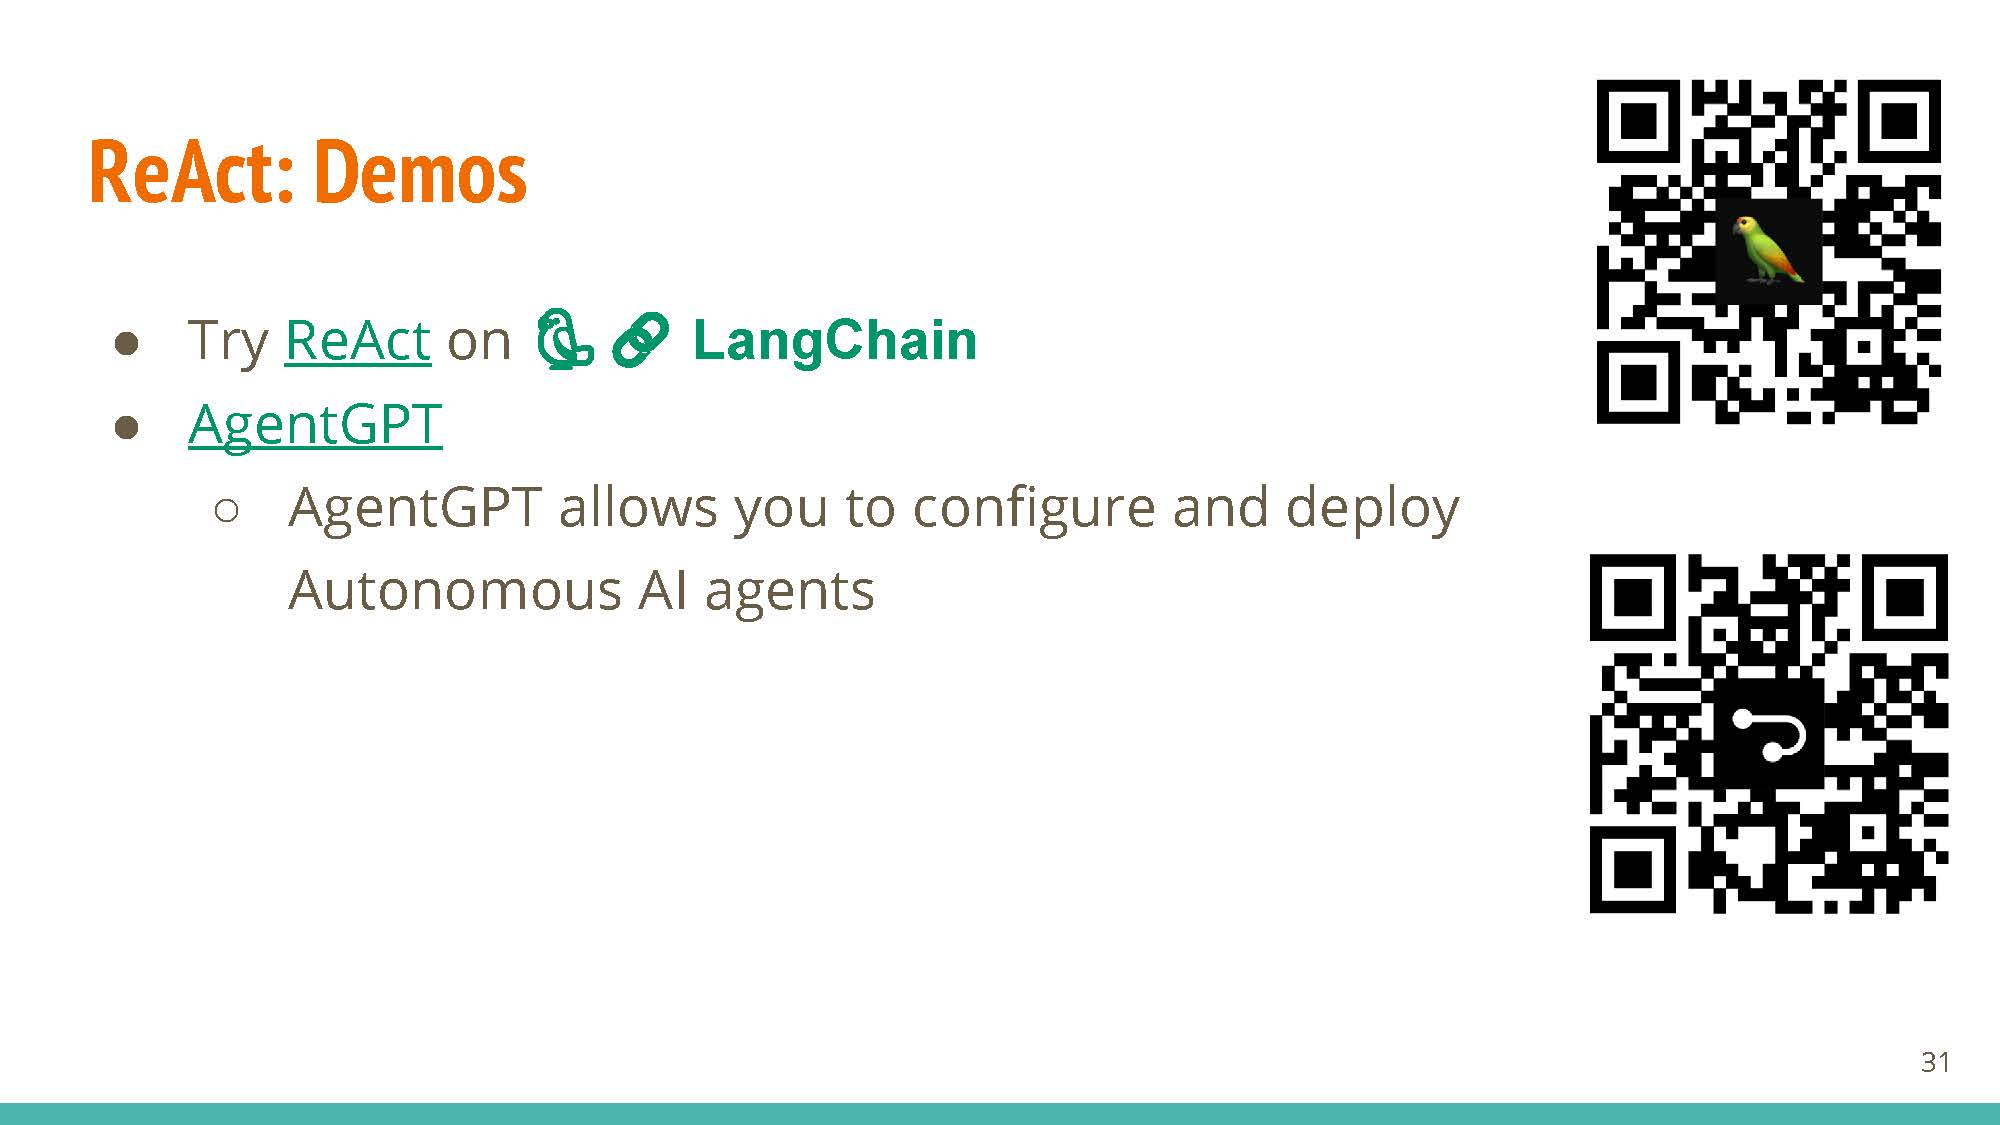 ReAct: Demos
● Try ReAct on 🦜🔗 LangChain
● AgentGPT
○ AgentGPT allows you to configure and deploy
Autonomous AI agents
31